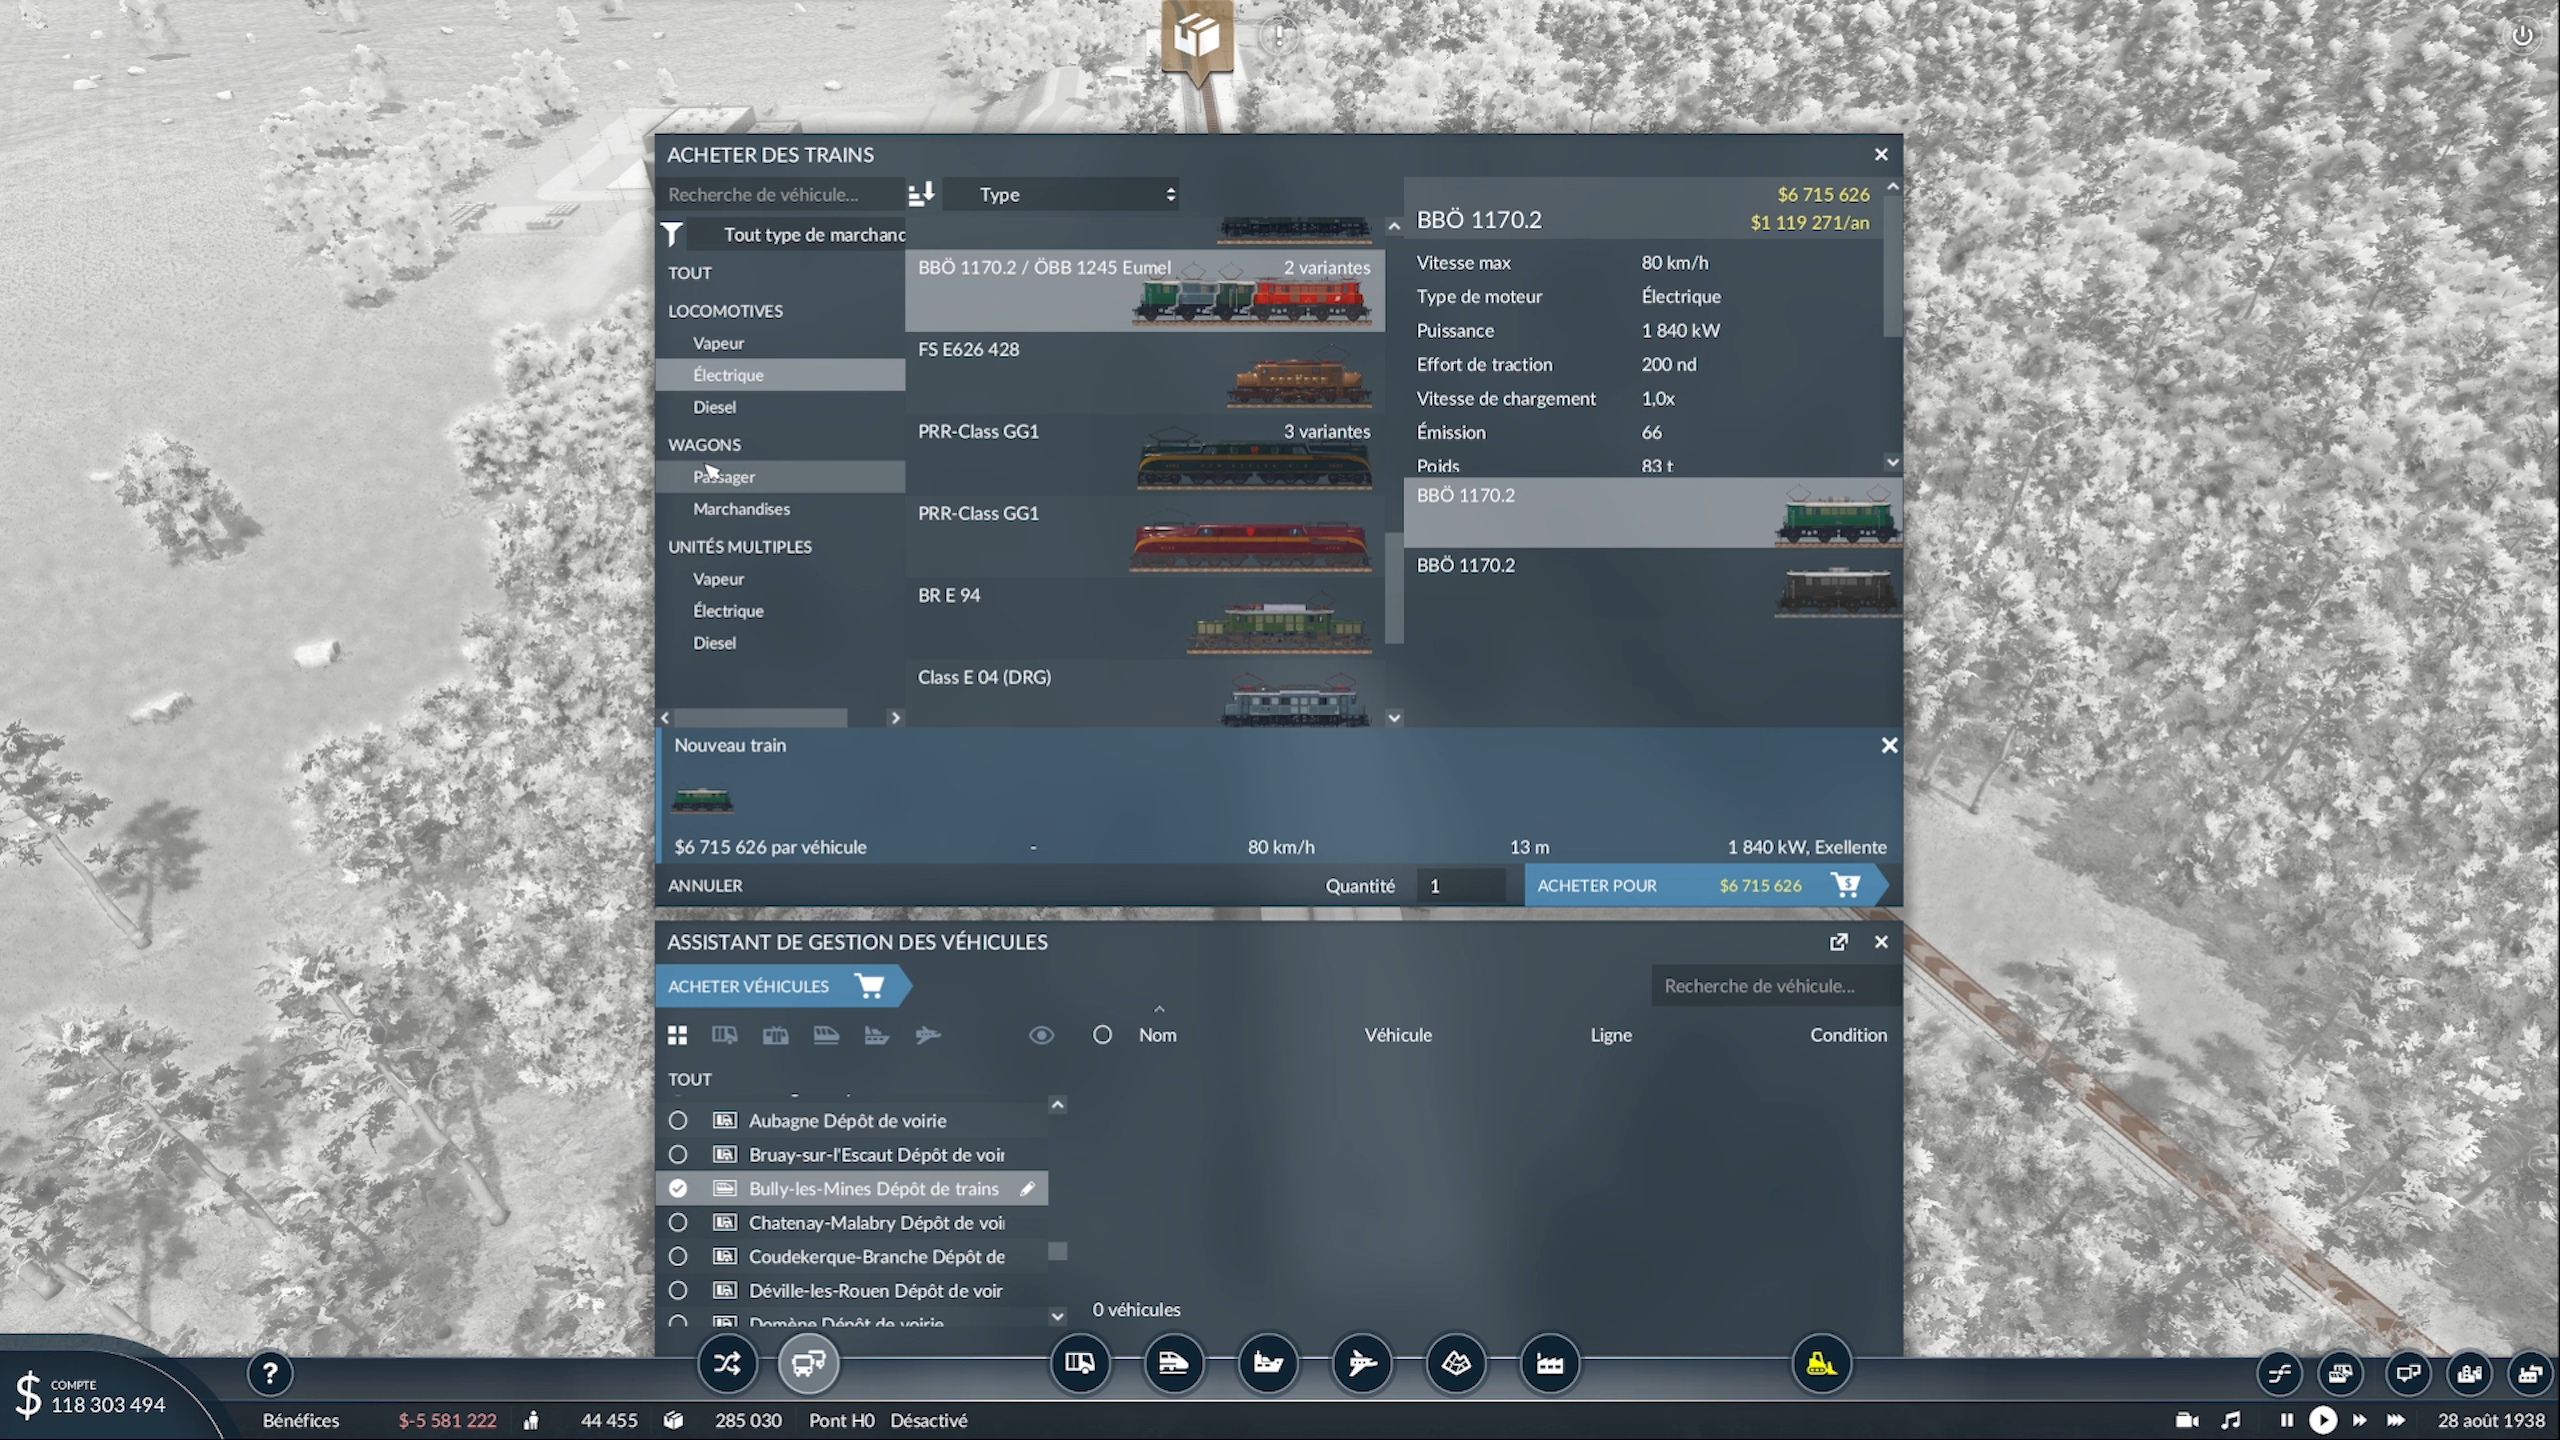 ACHETER DES TRAINS
Recherche de véhicule...
Type
Tout type de marchanc
TOUT
LOCOMOTIVES
Vapeur
Électrique
Diesel
WAGONS
Passager
Marchandises
UNITÉS MULTIPLES
Vapeur
Électrique
Diesel
BBÖ 1170.2 / ÖBB 1245 Eumel 2 variantes
FS E626 428
PRR-Class GG1 3 variantes
PRR-Class GG1
BR E 94
Class E 04 (DRG)
$6 715 626
BBÖ 1170.2 $1 119 271/an
Vitesse max 80 km/h
Type de moteur Électrique
Puissance 1 840 kW
Effort de traction 200 nd
Vitesse de chargement 1,0x
Émission 66
Poids 83 t
BBÖ 1170.2
BBÖ 1170.2
Nouveau train
$6 715 626 par véhicule - 80 km/h 13 m 1 840 kW, Exellente
ANNULER Quantité 1 ACHETER POUR $6 715 626
ASSISTANT DE GESTION DES VÉHICULES
ACHETER VÉHICULES Recherche de véhicule...
Nom Véhicule Ligne Condition
TOUT
Aubagne Dépôt de voirie
Bruay-sur-l'Escaut Dépôt de voir
Bully-les-Mines Dépôt de trains
Chatenay-Malabry Dépôt de voi
Coudekerque-Branche Dépôt de
Déville-les-Rouen Dépôt de voir
Domène Dépôt de voirie
0 véhicules
COMPTE
$ 118 303 494
?
Bénéfices $-5 581 222 44 455 285 030 Pont H0 Désactivé 28 août 1938